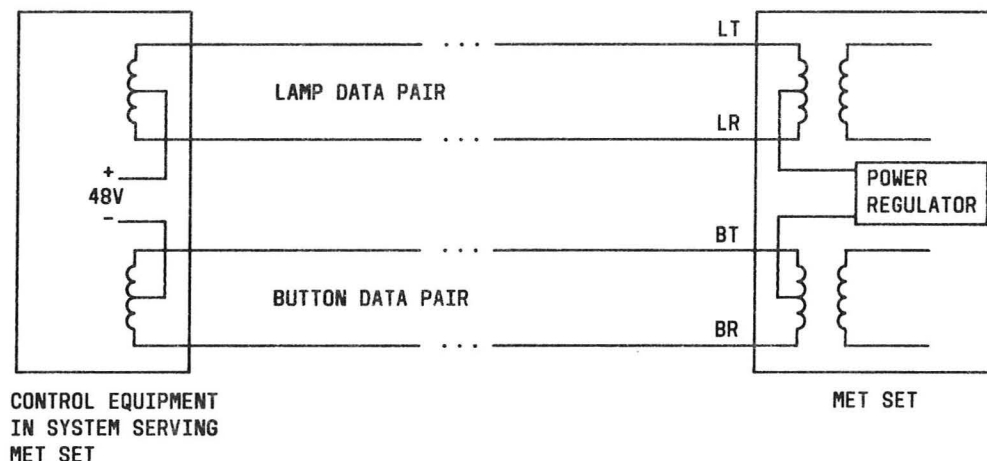 LT
LAMP DATA PAIR
LR
+
48V
-
POWER
REGULATOR
BT
BUTTON DATA PAIR
BR
CONTROL EQUIPMENT
IN SYSTEM SERVING
MET SET
MET SET